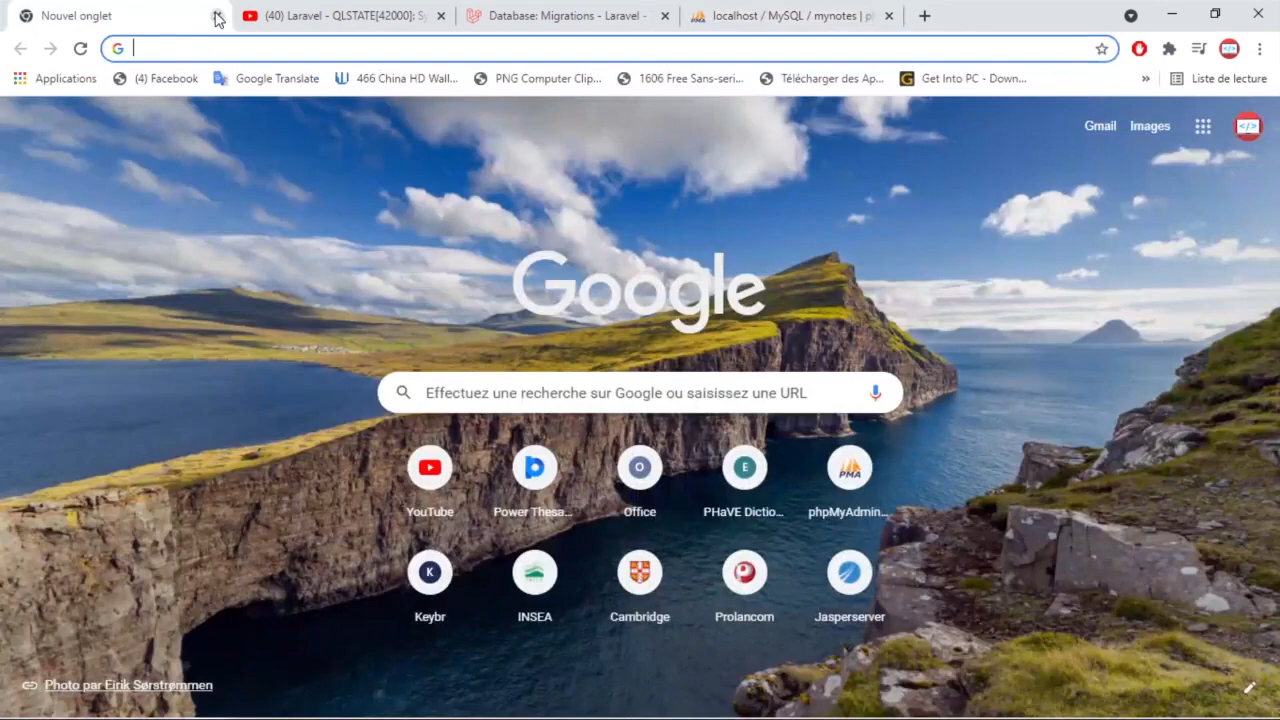 Nouvel onglet
(40) Laravel - QLSTATE[42000]: Sy
Database: Migrations - Laravel -
localhost / MySQL / mynotes | p
Applications
(4) Facebook
Google Translate
466 China HD Wall...
PNG Computer Clip...
1606 Free Sans-seri...
Télécharger des Ap...
Get Into PC - Down...
»
Liste de lecture
Gmail
Images
Google
Effectuez une recherche sur Google ou saisissez une URL
YouTube
Power Thesa...
O
Office
E
PHaVE Dictio...
PMA
phpMyAdmin...
K
Keybr
INSEA
Cambridge
Prolancom
Jasperserver
Photo par Eirik Sørstrømmen